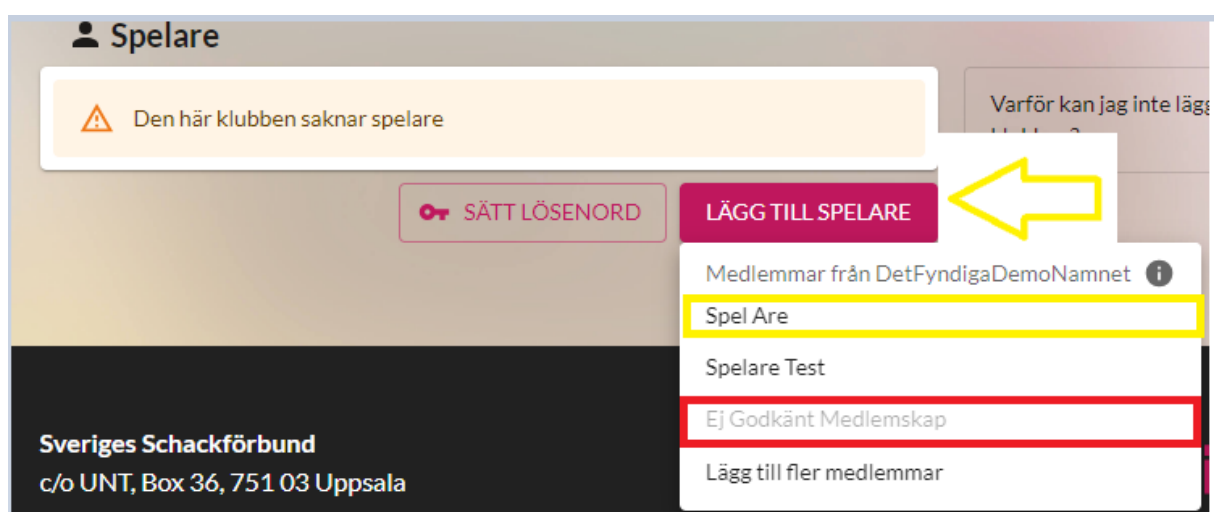 Spelare
Den här klubben saknar spelare
Varför kan jag inte lägg
SÄTT LÖSENORD
LÄGG TILL SPELARE
Medlemmar från DetFyndigaDemoNamnet
Spel Are
Spelare Test
Ej Godkänt Medlemskap
Lägg till fler medlemmar
Sveriges Schackförbund
c/o UNT, Box 36, 751 03 Uppsala